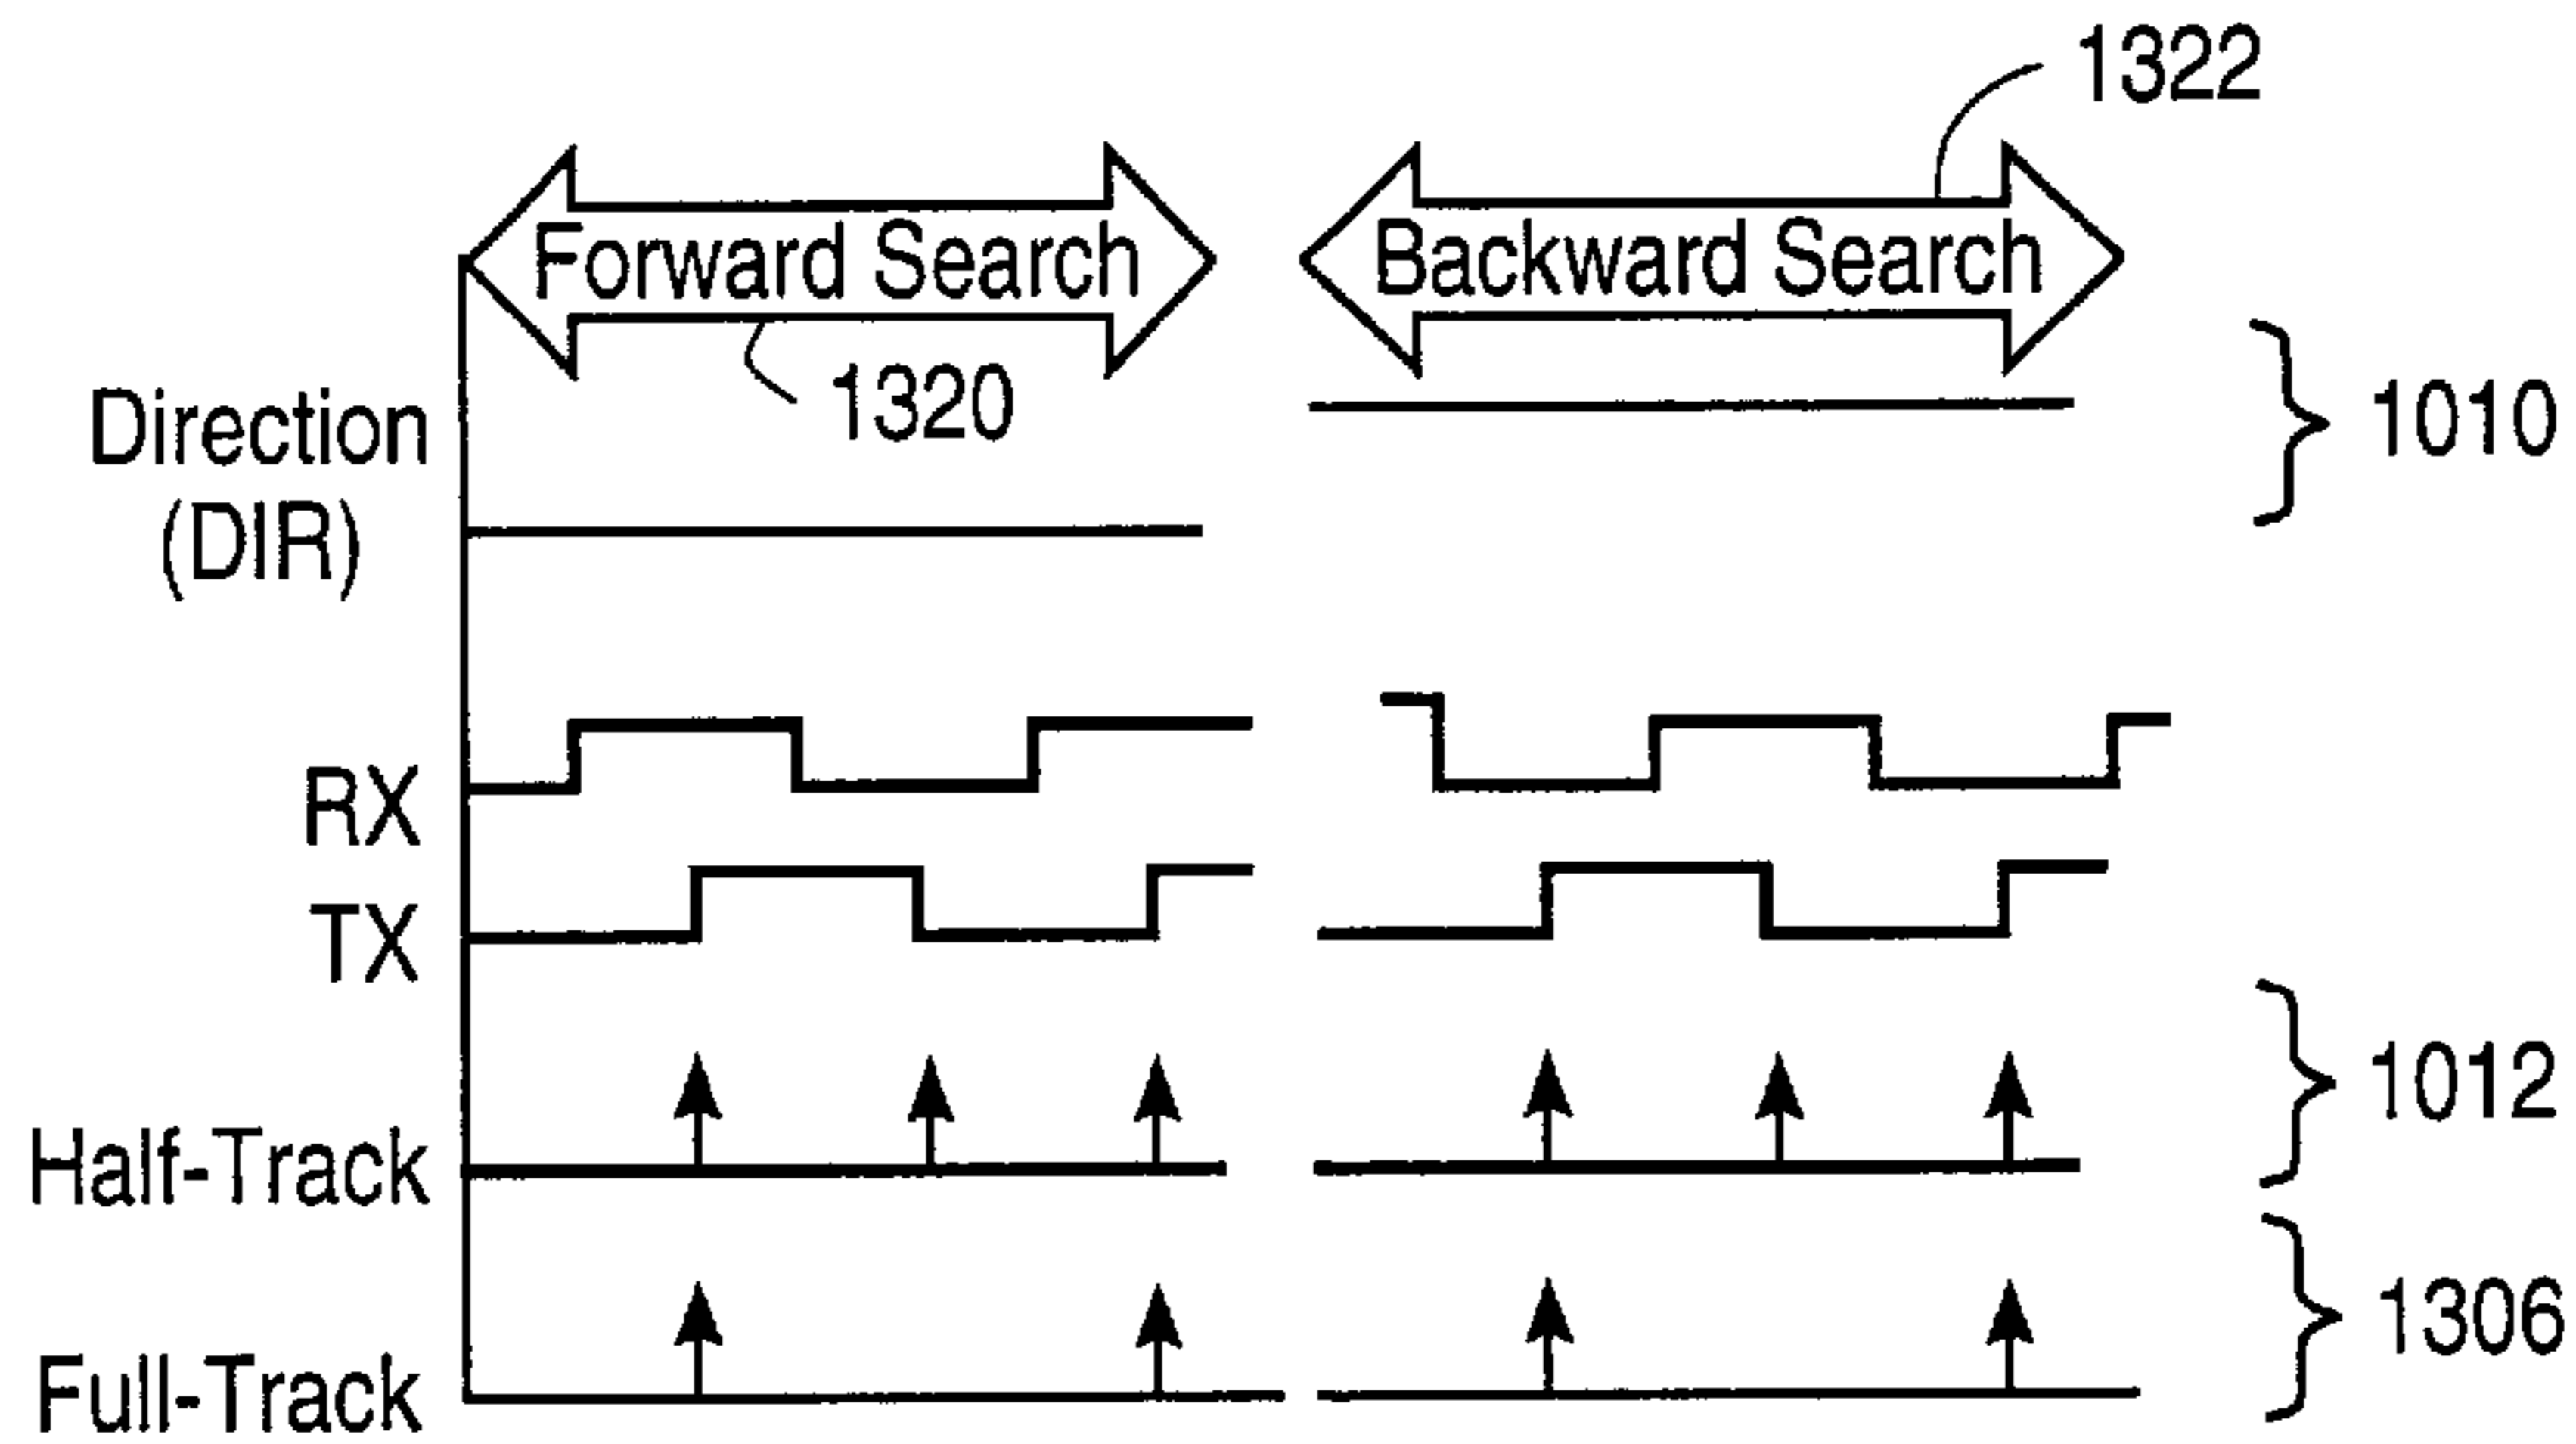 1322
Forward Search
Backward Search
1320
Direction
(DIR)
1010
RX
TX
1012
Half-Track
1306
Full-Track